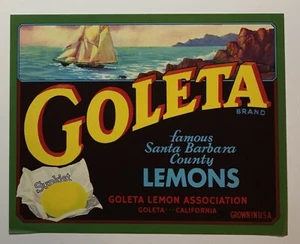 GOLETA
BRAND
famous
Santa Barbara
County
LEMONS
Sunkist
GOLETA LEMON ASSOCIATION
GOLETA - - - CALIFORNIA
GROWN IN U.S.A.